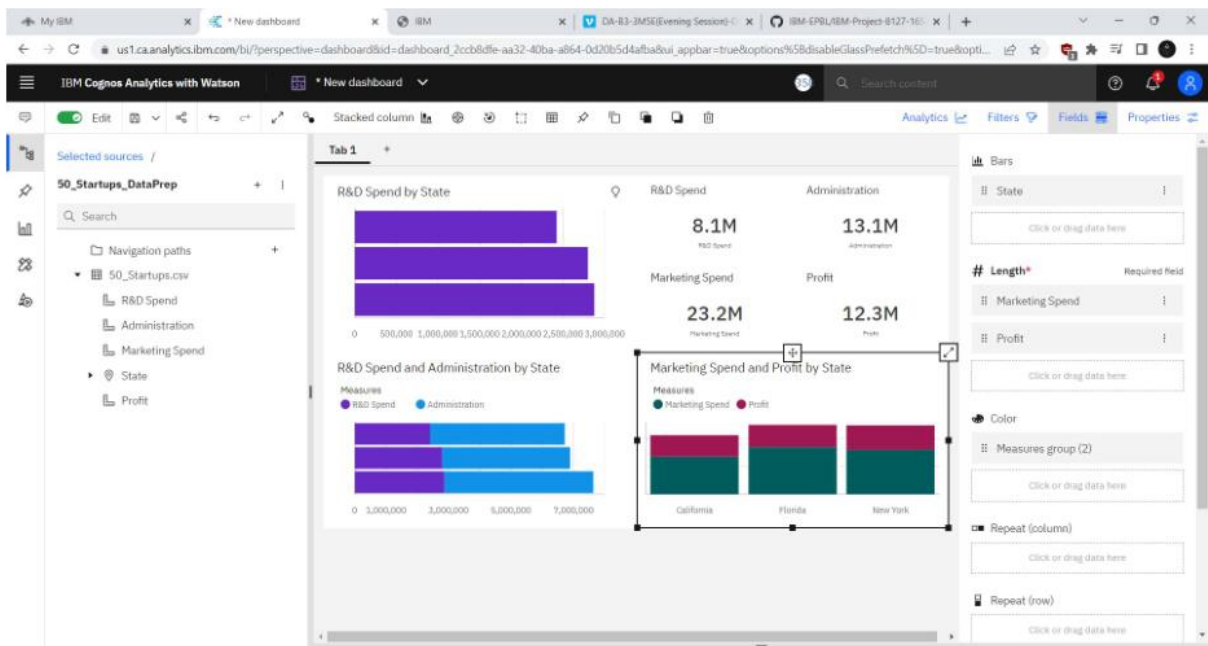 My IBM
* New dashboard
IBM
DA-B3-3M5E(Evening Session)-
IBM-EPBL/IBM-Project-8127-165
us1.ca.analytics.ibm.com/bi/?perspective=dashboard&id=dashboard_2ccb8dfe-aa32-40ba-a864-0d20b5d4afba&ui_appbar=true&options%5BdisableGlassPrefetch%5D=true&opti...
IBM Cognos Analytics with Watson
* New dashboard
Search content
Edit
Stacked column
Analytics
Filters
Fields
Properties
Selected sources /
50_Startups_DataPrep
Search
Navigation paths
50_Startups.csv
R&D Spend
Administration
Marketing Spend
State
Profit
Tab 1
R&D Spend by State
0 500,000 1,000,000 1,500,000 2,000,000 2,500,000 3,000,000
R&D Spend
8.1M
R&D Spend
Administration
13.1M
Administration
Marketing Spend
23.2M
Marketing Spend
Profit
12.3M
Profit
R&D Spend and Administration by State
Measures
R&D Spend Administration
0 1,000,000 3,000,000 5,000,000 7,000,000
Marketing Spend and Profit by State
Measures
Marketing Spend Profit
California Florida New York
Bars
State
Click or drag data here
# Length* Required field
Marketing Spend
Profit
Click or drag data here
Color
Measures group (2)
Click or drag data here
Repeat (column)
Click or drag data here
Repeat (row)
Click or drag data here